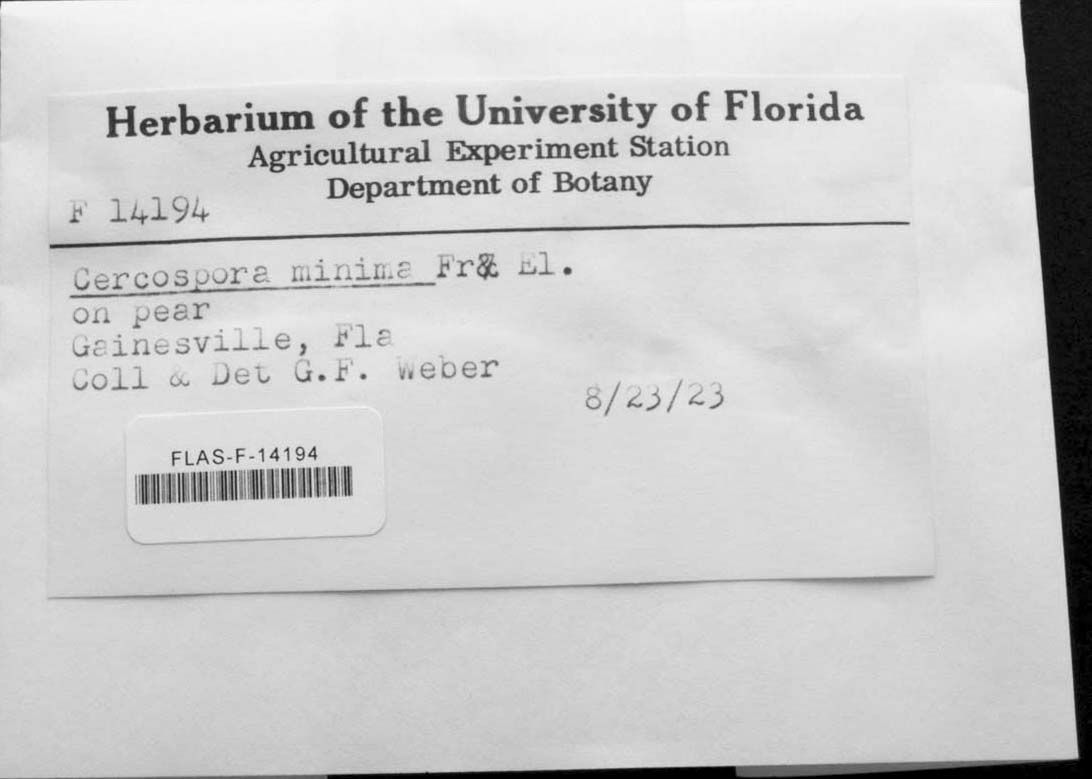 Herbarium of the University of Florida
Agricultural Experiment Station
Department of Botany
F 14194
Cercospora minima Fr& El.
on pear
Gainesville, Fla
Coll & Det G.F. Weber
8/23/23
FLAS-F-14194